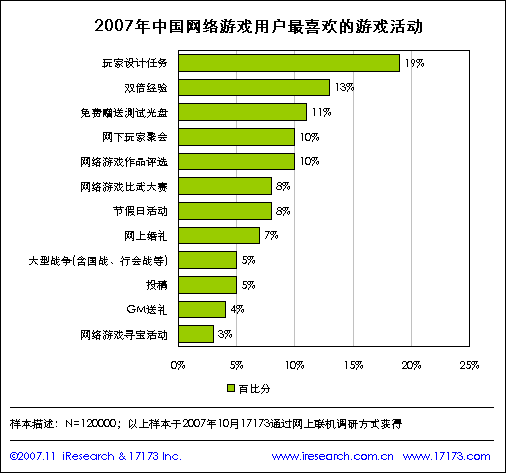 2007年中国网络游戏用户最喜欢的游戏活动
玩家设计任务 19%
双倍经验 13%
免费赠送测试光盘 11%
网下玩家聚会 10%
网络游戏作品评选 10%
网络游戏比武大赛 8%
节假日活动 8%
网上婚礼 7%
大型战争(含国战、行会战等) 5%
投稿 5%
GM送礼 4%
网络游戏寻宝活动 3%
0% 5% 10% 15% 20% 25%
百比分
样本描述：N=120000；以上样本于2007年10月17173通过网上联机调研方式获得
©2007.11 iResearch & 17173 Inc. www.iresearch.com.cn www.17173.com